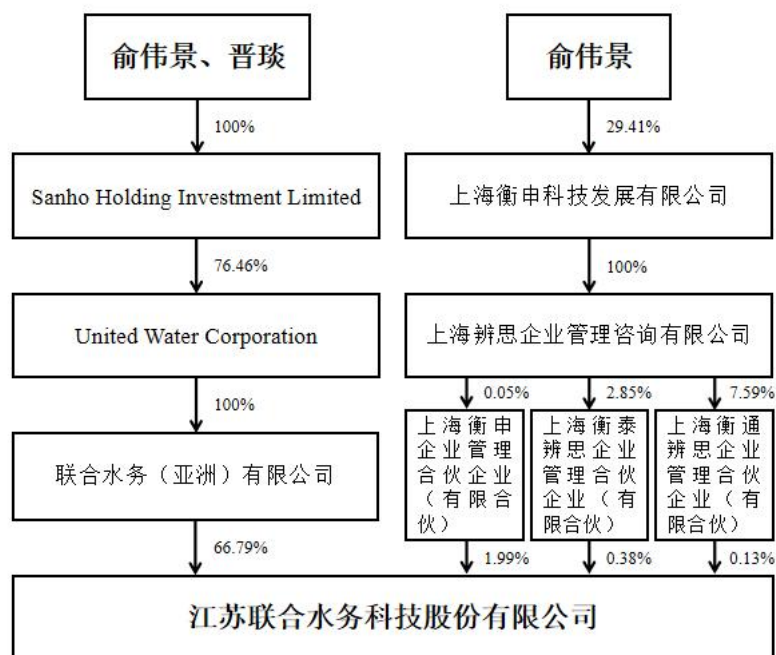 俞伟景、晋琰
俞伟景
100%
29.41%
Sanho Holding Investment Limited
上海衡申科技发展有限公司
76.46%
100%
United Water Corporation
上海辨思企业管理咨询有限公司
100%
0.05%
2.85%
7.59%
联合水务（亚洲）有限公司
上海衡申
企业管理
合伙企业
（有限合
伙）
上海衡泰
辨思企业
管理合伙
企业（有
限合伙）
上海衡通
辨思企业
管理合伙
企业（有
限合伙）
66.79%
1.99%
0.38%
0.13%
江苏联合水务科技股份有限公司